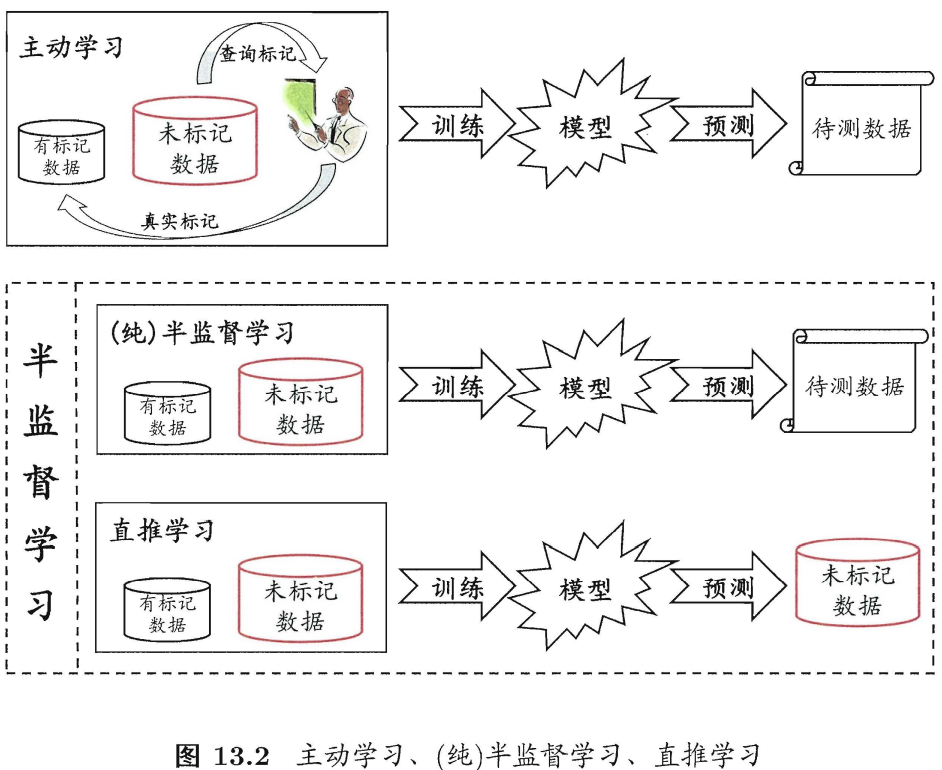 主动学习
查询标记
有标记
数据
未标记
数据
真实标记
训练
模型
预测
待测数据
半
监
督
学
习
(纯)半监督学习
有标记
数据
未标记
数据
训练
模型
预测
待测数据
直推学习
有标记
数据
未标记
数据
训练
模型
预测
未标记
数据
图 13.2 主动学习、(纯)半监督学习、直推学习